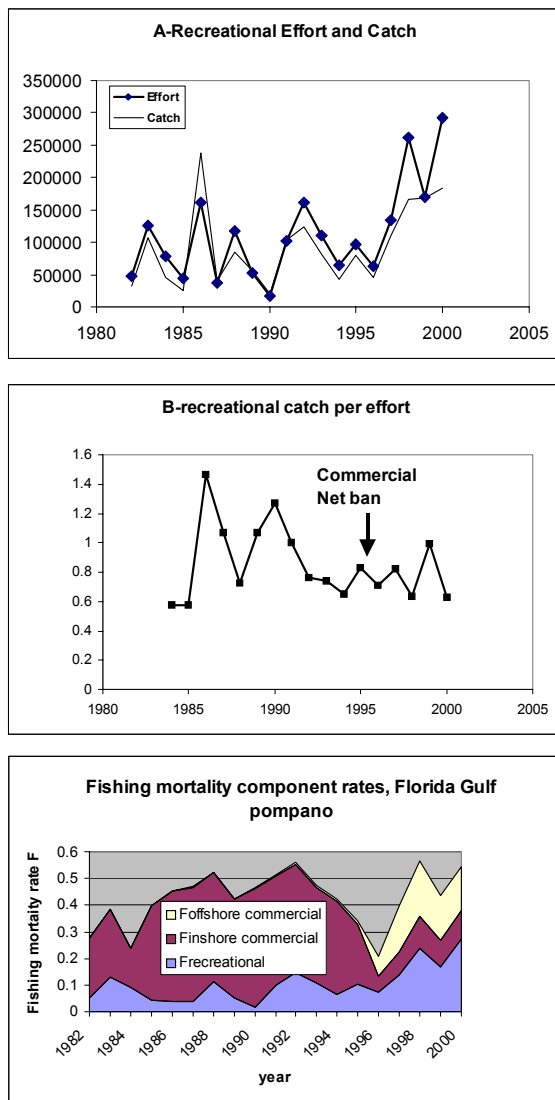 A-Recreational Effort and Catch
350000
300000
250000
200000
150000
100000
50000
0
Effort
Catch
1980 1985 1990 1995 2000 2005
B-recreational catch per effort
1.6
1.4
1.2
1
0.8
0.6
0.4
0.2
0
Commercial
Net ban
1980 1985 1990 1995 2000 2005
Fishing mortality component rates, Florida Gulf
pompano
Fishing mortaity rate F
0.6
0.5
0.4
0.3
0.2
0.1
0
Foffshore commercial
Finshore commercial
Frecreational
1982 1984 1986 1988 1990 1992 1994 1996 1998 2000
year